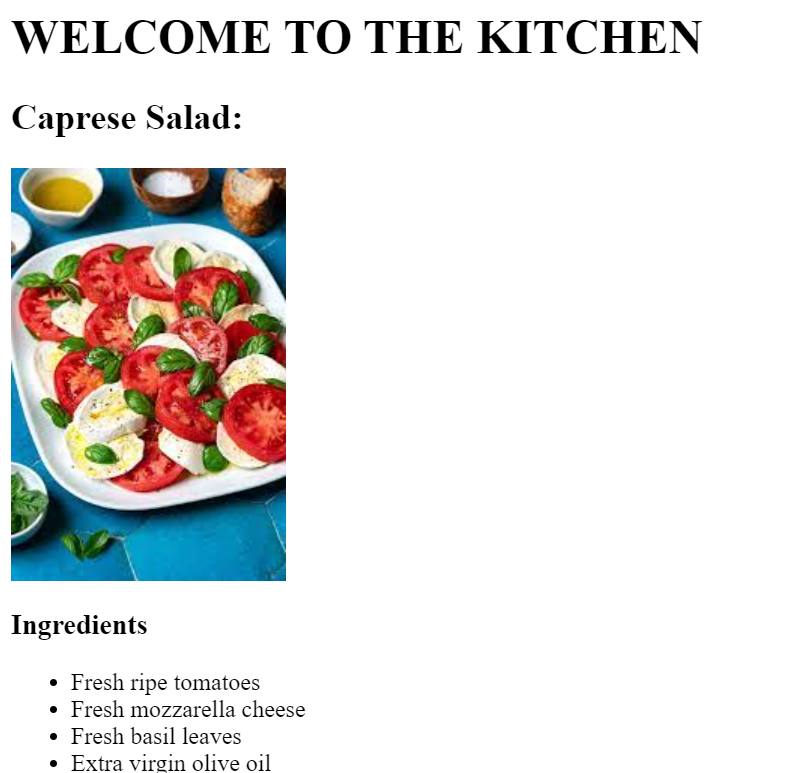 WELCOME TO THE KITCHEN
Caprese Salad:
Ingredients
Fresh ripe tomatoes
Fresh mozzarella cheese
Fresh basil leaves
Extra virgin olive oil